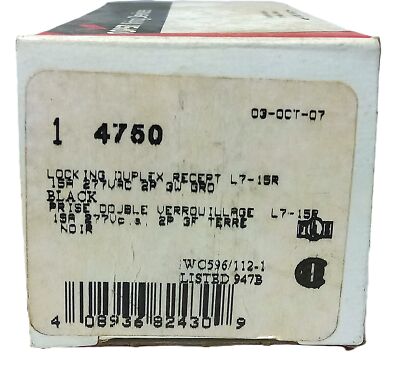 03-OCT-07
1 4750
LOCKING DUPLEX RECEPT L7-15R
15A 277VAC 2P 3W GRD
BLACK
PRISE DOUBLE VERROUILLAGE L7-15R
15A 277Vc.a. 2P 3F TERRE
NOIR
WC596/112-1
LISTED 947B
4 08936 82430 9